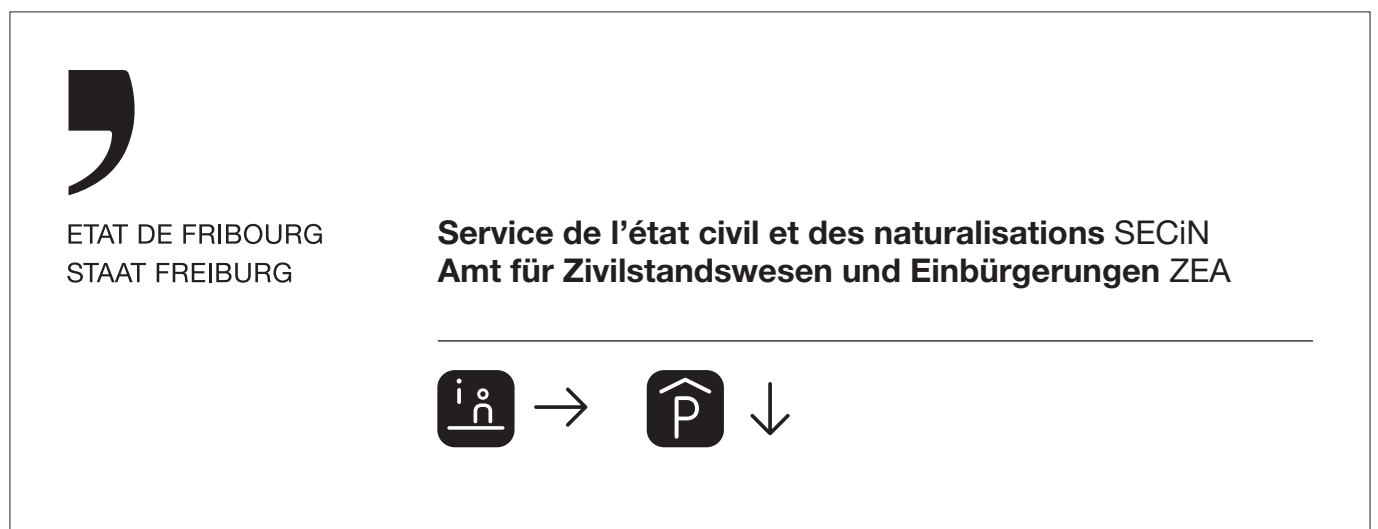 ETAT DE FRIBOURG
STAAT FREIBURG
Service de l’état civil et des naturalisations SECiN
Amt für Zivilstandswesen und Einbürgerungen ZEA
i
P